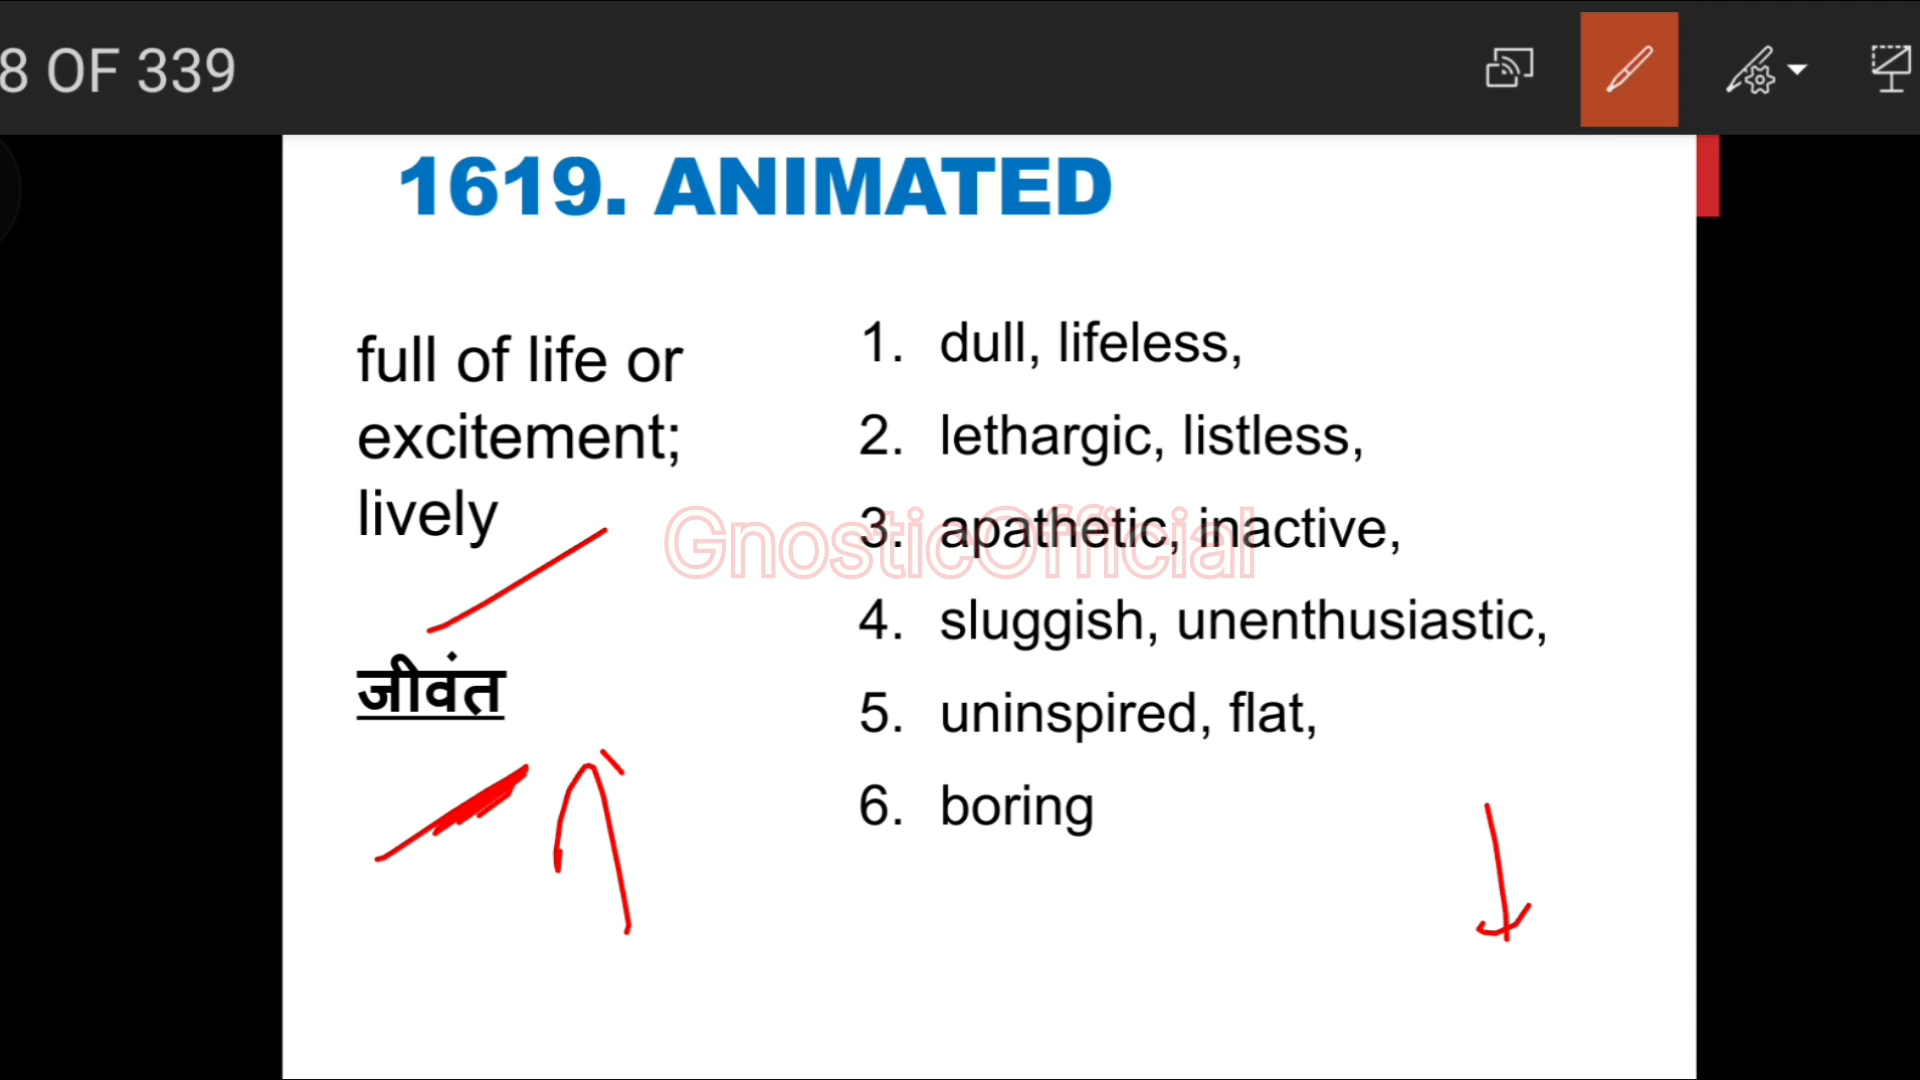 8 OF 339
1619. ANIMATED
full of life or
excitement;
lively
जीवंत
1. dull, lifeless,
2. lethargic, listless,
3. apathetic, inactive,
4. sluggish, unenthusiastic,
5. uninspired, flat,
6. boring
GnosticOfficial